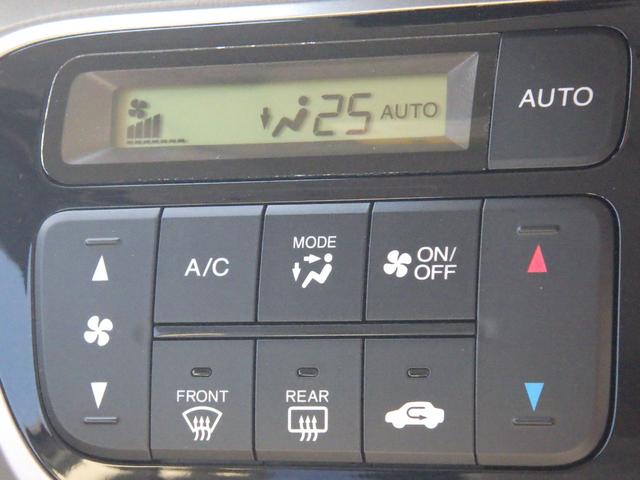 25 AUTO
AUTO
A/C
MODE
ON/
OFF
FRONT
REAR